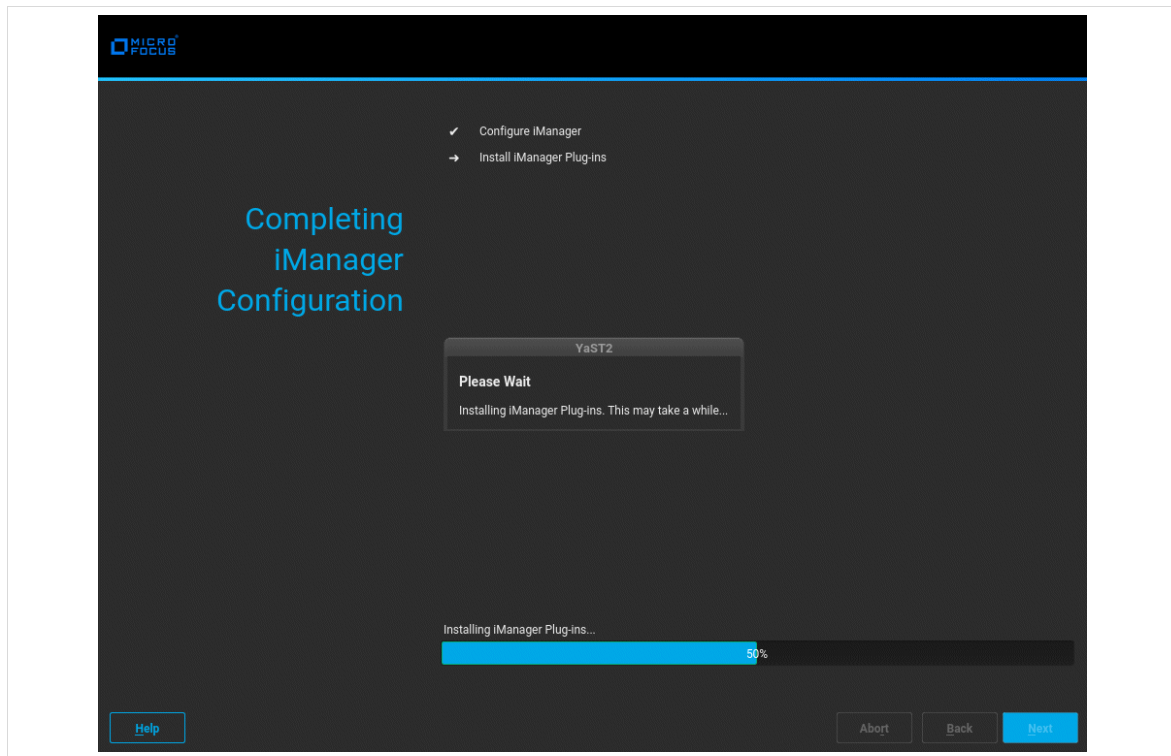 MICRO
FOCUS
✔ Configure iManager
➜ Install iManager Plug-ins
Completing
iManager
Configuration
YaST2
Please Wait
Installing iManager Plug-ins. This may take a while...
Installing iManager Plug-ins...
50%
Help
Abort
Back
Next